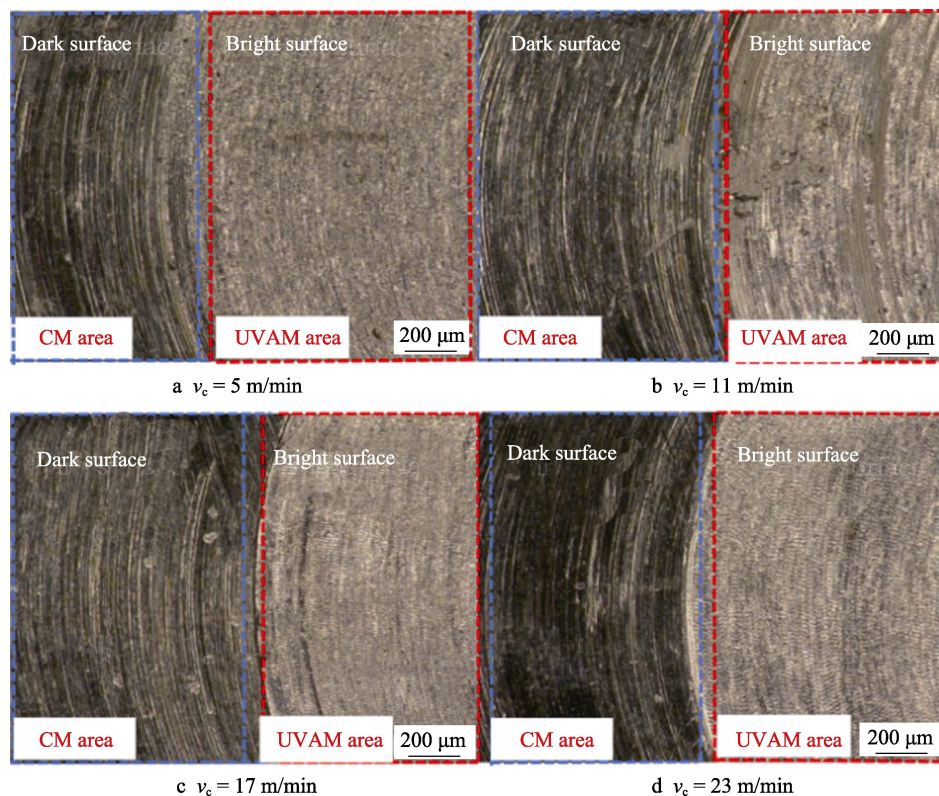 Dark surface
Bright surface
CM area
UVAM area
200 μm
Dark surface
Bright surface
CM area
UVAM area
200 μm
a vc = 5 m/min
b vc = 11 m/min
Dark surface
Bright surface
CM area
UVAM area
200 μm
Dark surface
Bright surface
CM area
UVAM area
200 μm
c vc = 17 m/min
d vc = 23 m/min